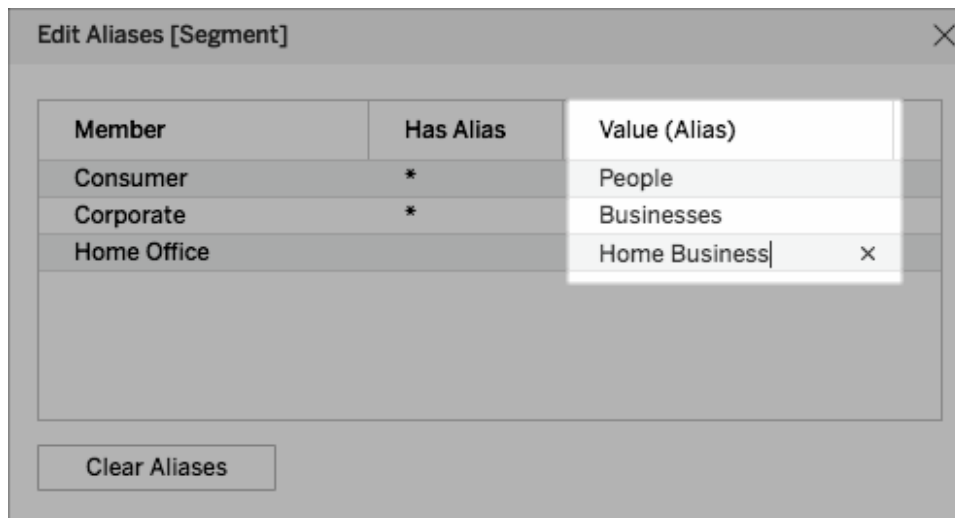 Edit Aliases [Segment]
Member Has Alias Value (Alias)
Consumer * People
Corporate * Businesses
Home Office Home Business
Clear Aliases